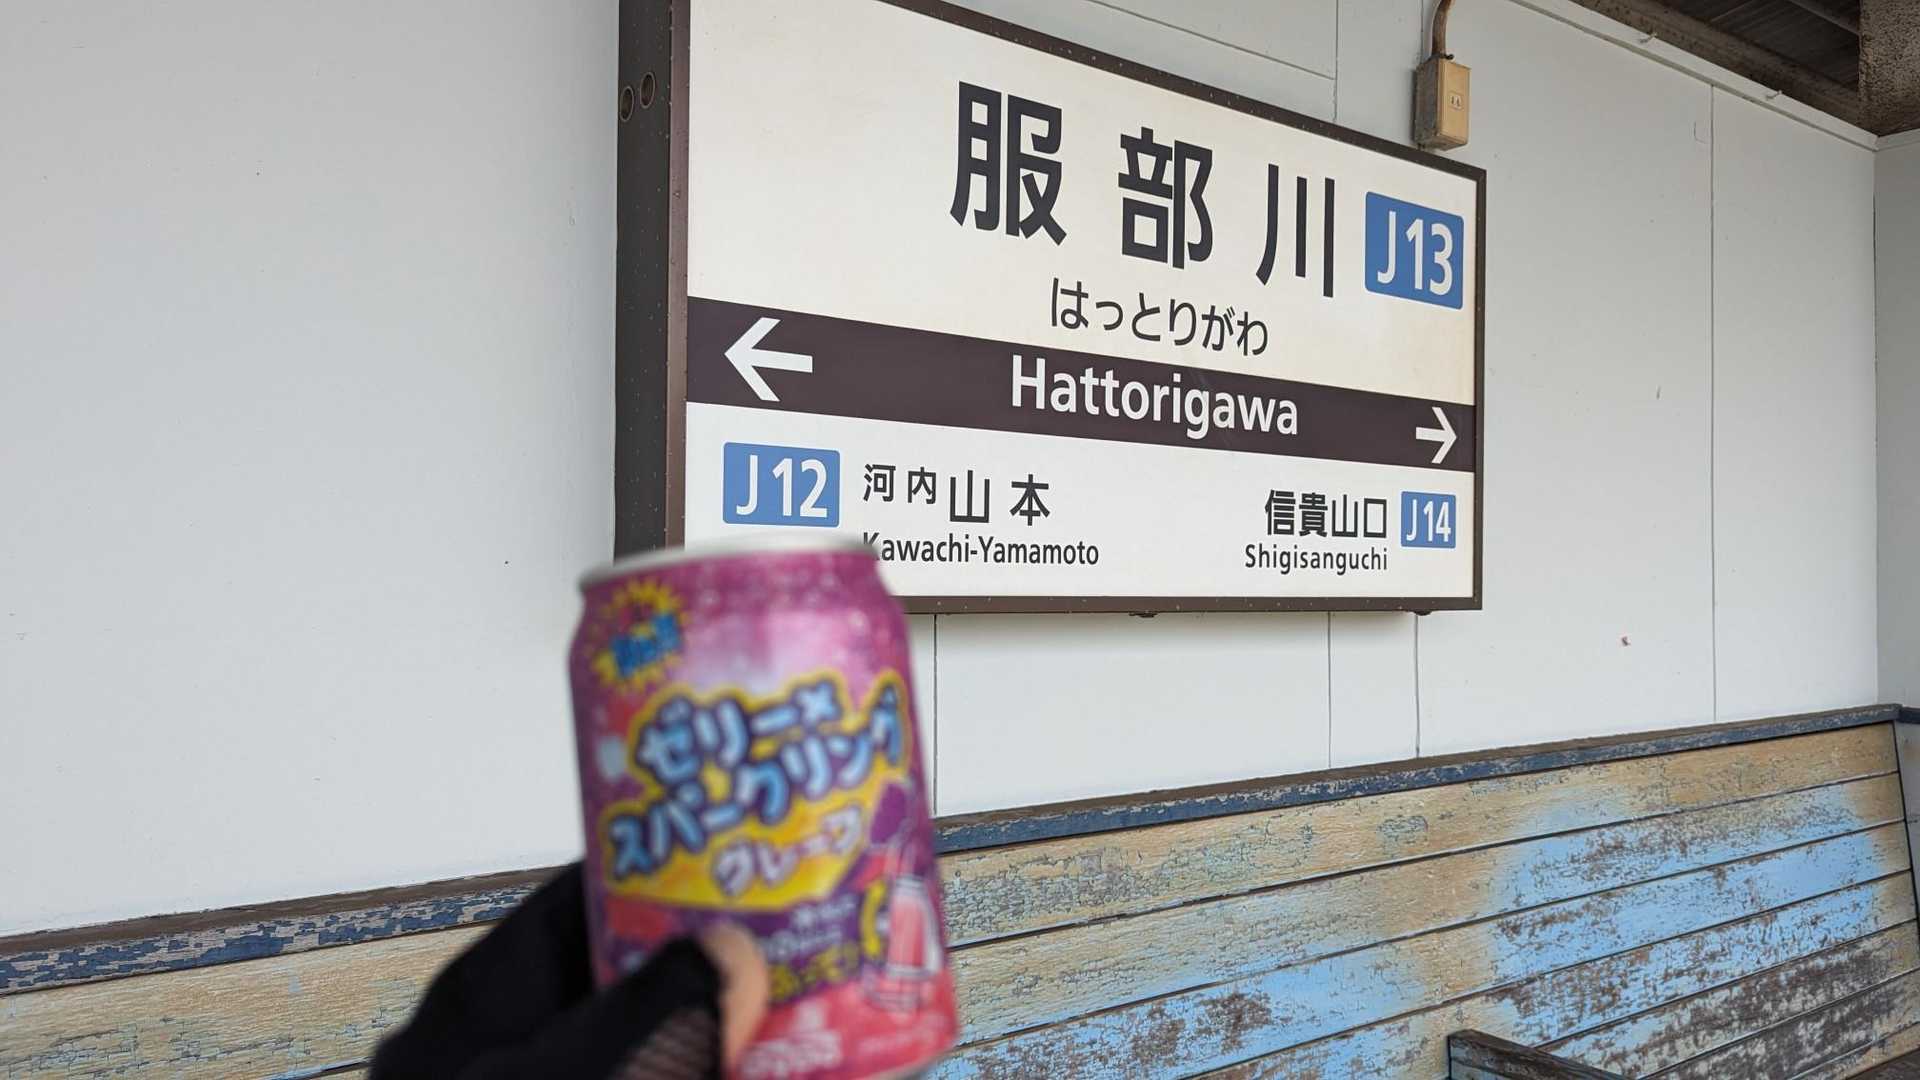 服部川 J13
はっとりがわ
Hattorigawa
J12 河内山本
Kawachi-Yamamoto
信貴山口 J14
Shigisanguchi
ゼリー×
スパークリング
グレープ